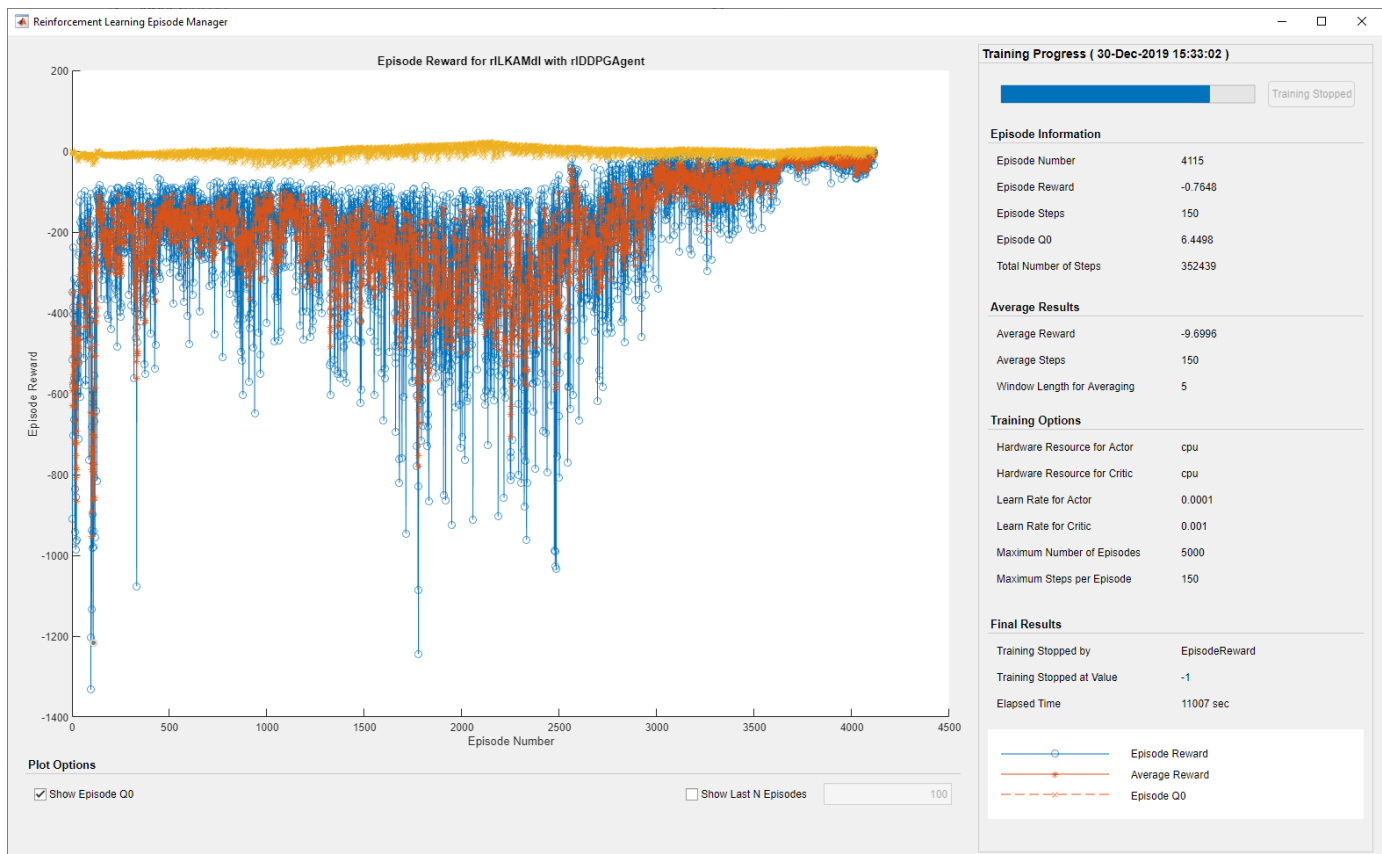 Reinforcement Learning Episode Manager
Episode Reward for rlLKAMdl with rlDDPGAgent
200
0
-200
-400
-600
-800
-1000
-1200
-1400
Episode Reward
0 500 1000 1500 2000 2500 3000 3500 4000 4500
Episode Number
Plot Options
Show Episode Q0
Show Last N Episodes 100
Training Progress ( 30-Dec-2019 15:33:02 )
Training Stopped
Episode Information
Episode Number 4115
Episode Reward -0.7648
Episode Steps 150
Episode Q0 6.4498
Total Number of Steps 352439
Average Results
Average Reward -9.6996
Average Steps 150
Window Length for Averaging 5
Training Options
Hardware Resource for Actor cpu
Hardware Resource for Critic cpu
Learn Rate for Actor 0.0001
Learn Rate for Critic 0.001
Maximum Number of Episodes 5000
Maximum Steps per Episode 150
Final Results
Training Stopped by EpisodeReward
Training Stopped at Value -1
Elapsed Time 11007 sec
Episode Reward
Average Reward
Episode Q0